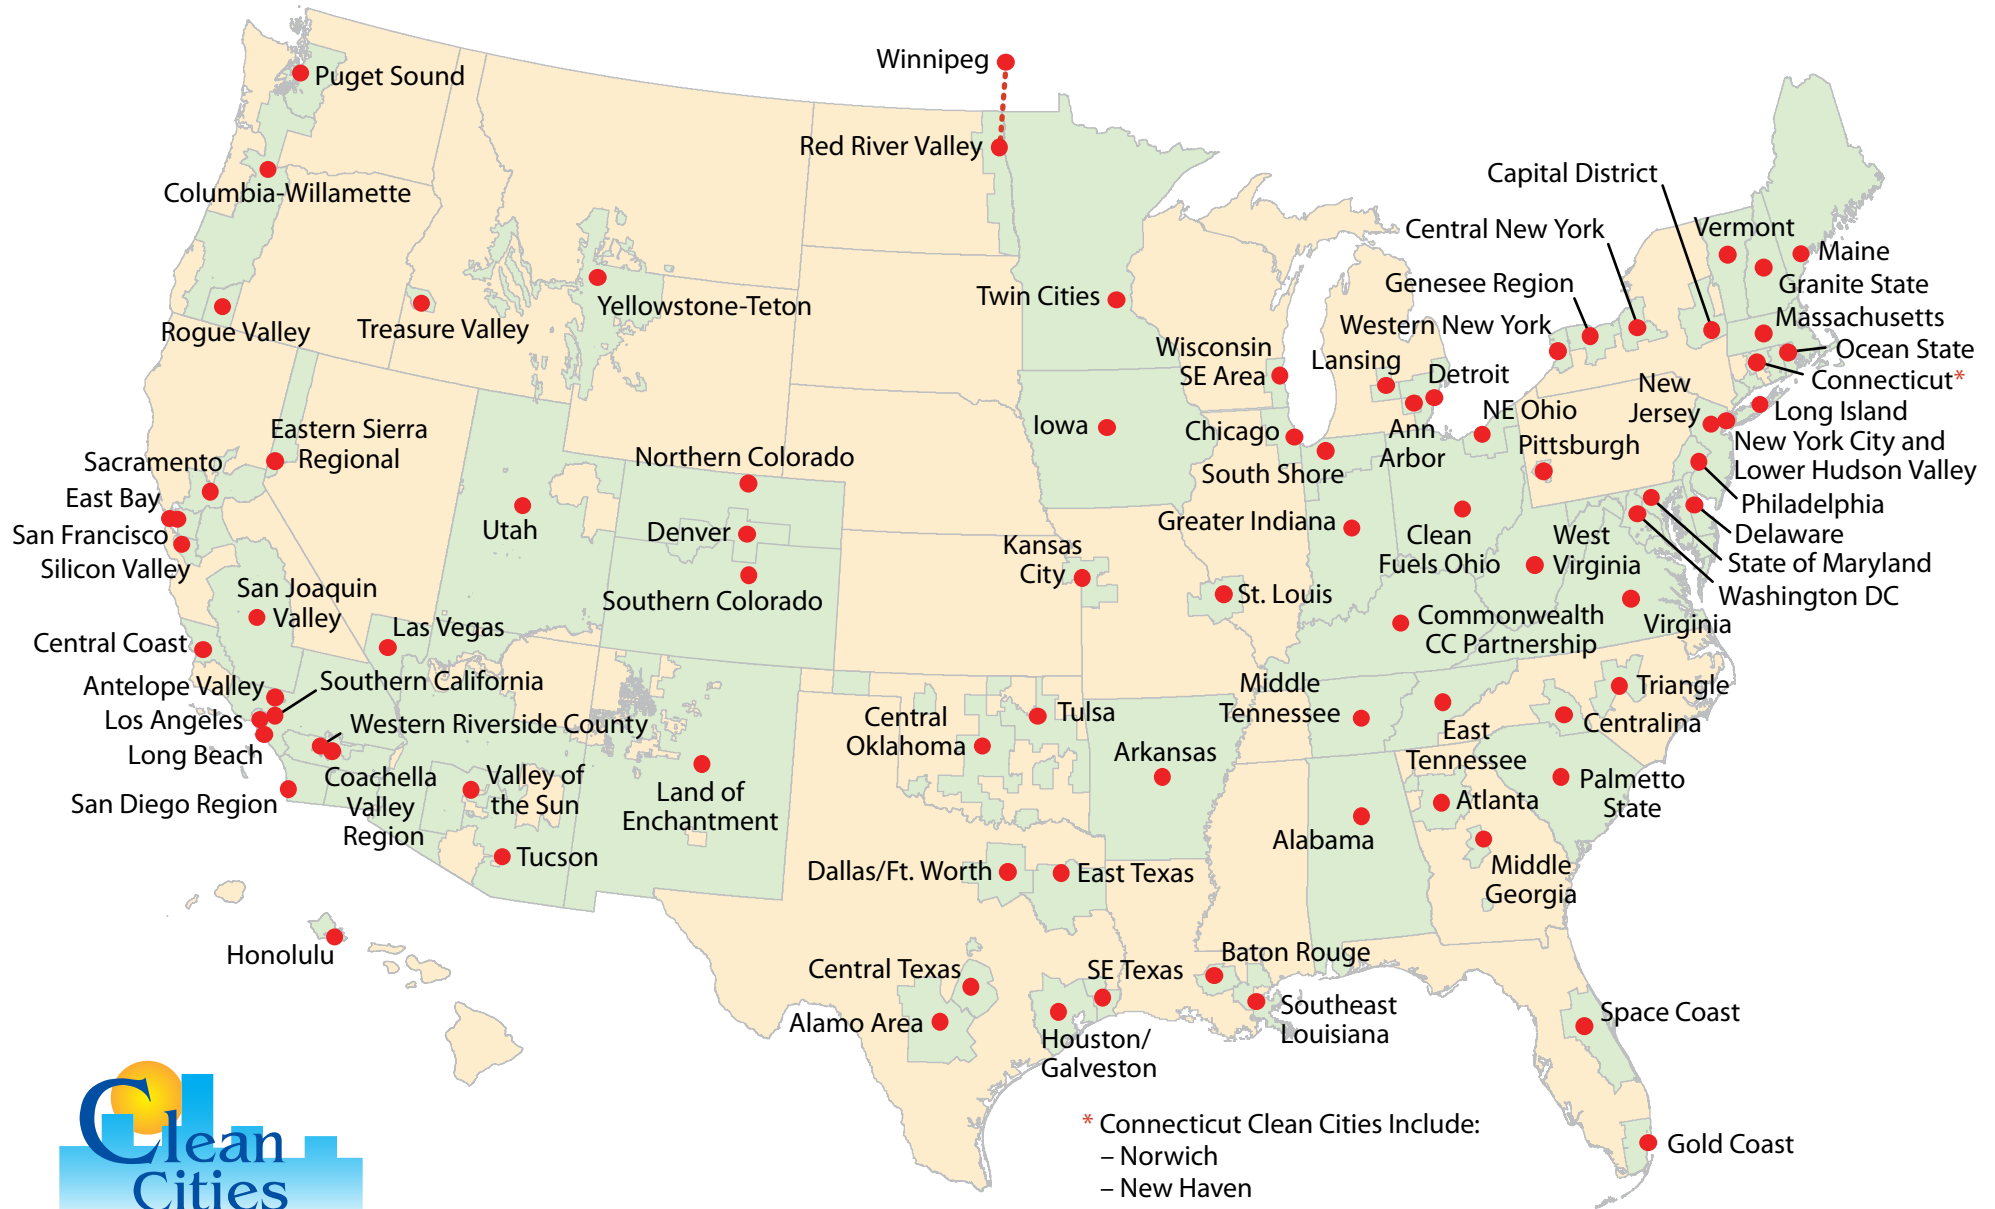 Winnipeg
Puget Sound
Red River Valley
Capital District
Columbia-Willamette
Central New York
Vermont
Maine
Genesee Region
Granite State
Twin Cities
Yellowstone-Teton
Rogue Valley
Treasure Valley
Western New York
Massachusetts
Wisconsin
SE Area
Lansing
Ocean State
Detroit
Connecticut*
New
Jersey
NE Ohio
Long Island
Iowa
Chicago
Ann
Arbor
Pittsburgh
New York City and
Lower Hudson Valley
Eastern Sierra
Regional
Sacramento
Northern Colorado
South Shore
East Bay
Philadelphia
San Francisco
Utah
Denver
Greater Indiana
Clean
Fuels Ohio
West
Virginia
Delaware
Silicon Valley
Kansas
City
State of Maryland
San Joaquin
Valley
Southern Colorado
St. Louis
Washington DC
Commonwealth
CC Partnership
Virginia
Central Coast
Las Vegas
Antelope Valley
Southern California
Middle
Tennessee
Triangle
Los Angeles
Western Riverside County
Central
Oklahoma
Tulsa
East
Tennessee
Centralina
Long Beach
Arkansas
Coachella
Valley
Region
Valley of
the Sun
Land of
Enchantment
Palmetto
State
San Diego Region
Atlanta
Alabama
Tucson
Dallas/Ft. Worth
East Texas
Middle
Georgia
Honolulu
Central Texas
SE Texas
Baton Rouge
Alamo Area
Houston/
Galveston
Southeast
Louisiana
Space Coast
Gold Coast
* Connecticut Clean Cities Include:
– Norwich
– New Haven
Clean
Cities